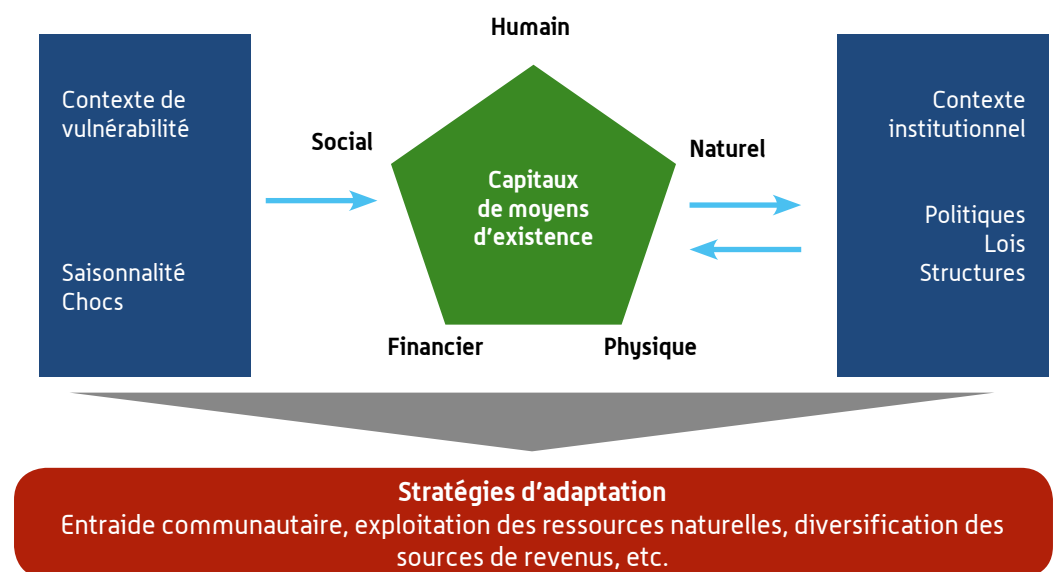 Humain
Contexte de
vulnérabilité
Saisonnalité
Chocs
Social
Naturel
Capitaux
de moyens
d'existence
Financier
Physique
Contexte
institutionnel
Politiques
Lois
Structures
Stratégies d'adaptation
Entraide communautaire, exploitation des ressources naturelles, diversification des
sources de revenus, etc.